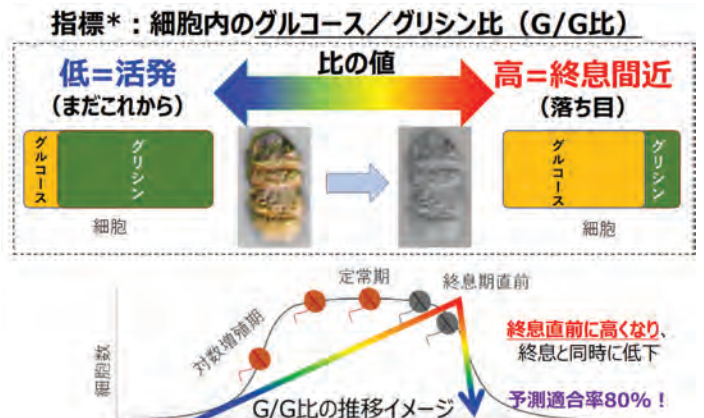 指標*：細胞内のグルコース／グリシン比（G/G比）
低＝活発
（まだこれから）
比の値
高＝終息間近
（落ち目）
グルコース
グリシン
細胞
グルコース
グリシン
細胞
細胞数
対数増殖期
定常期
終息期直前
終息直前に高くなり、
終息と同時に低下
予測適合率80%！
G/G比の推移イメージ